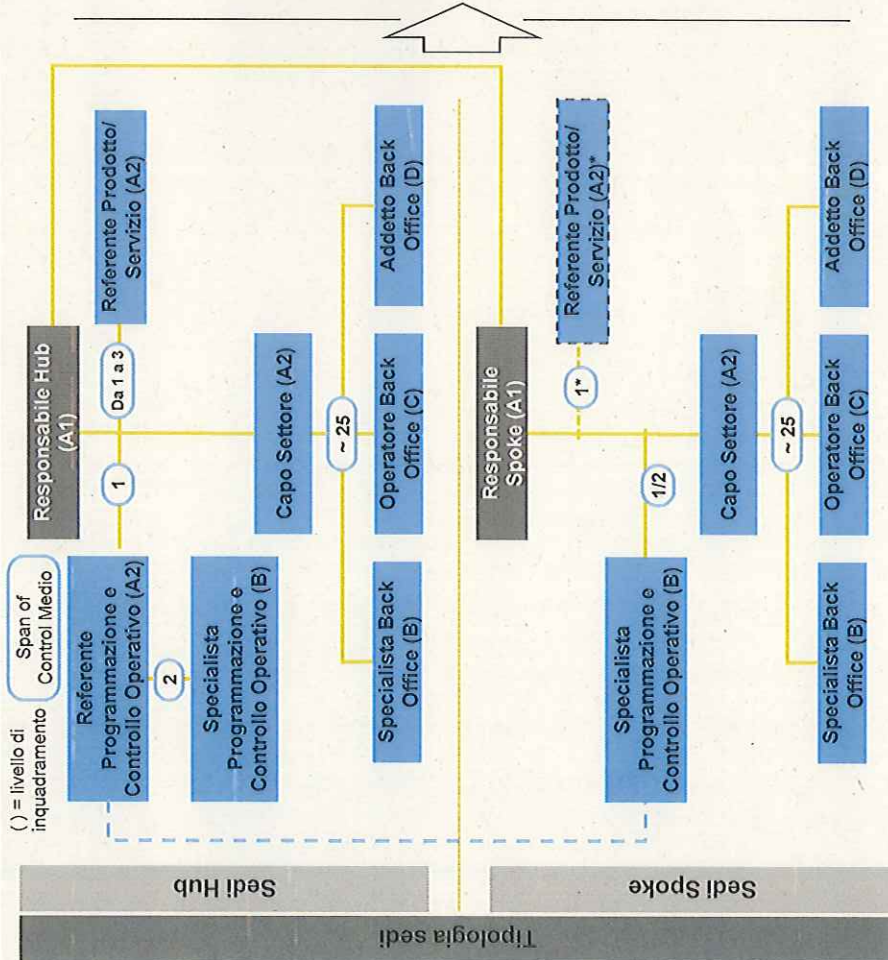 ( ) = livello di
inquadramento
Span of
Control Medio
Tipologia sedi
Sedi Hub
Responsabile Hub
(A1)
Referente
Programmazione e
Controllo Operativo (A2)
1
Da 1 a 3
Referente Prodotto/
Servizio (A2)
2
Specialista
Programmazione e
Controllo Operativo (B)
Capo Settore (A2)
~ 25
Specialista Back
Office (B)
Operatore Back
Office (C)
Addetto Back
Office (D)
Sedi Spoke
Responsabile
Spoke (A1)
1*
Referente Prodotto/
Servizio (A2)*
Specialista
Programmazione e
Controllo Operativo (B)
1/2
Capo Settore (A2)
~ 25
Specialista Back
Office (B)
Operatore Back
Office (C)
Addetto Back
Office (D)